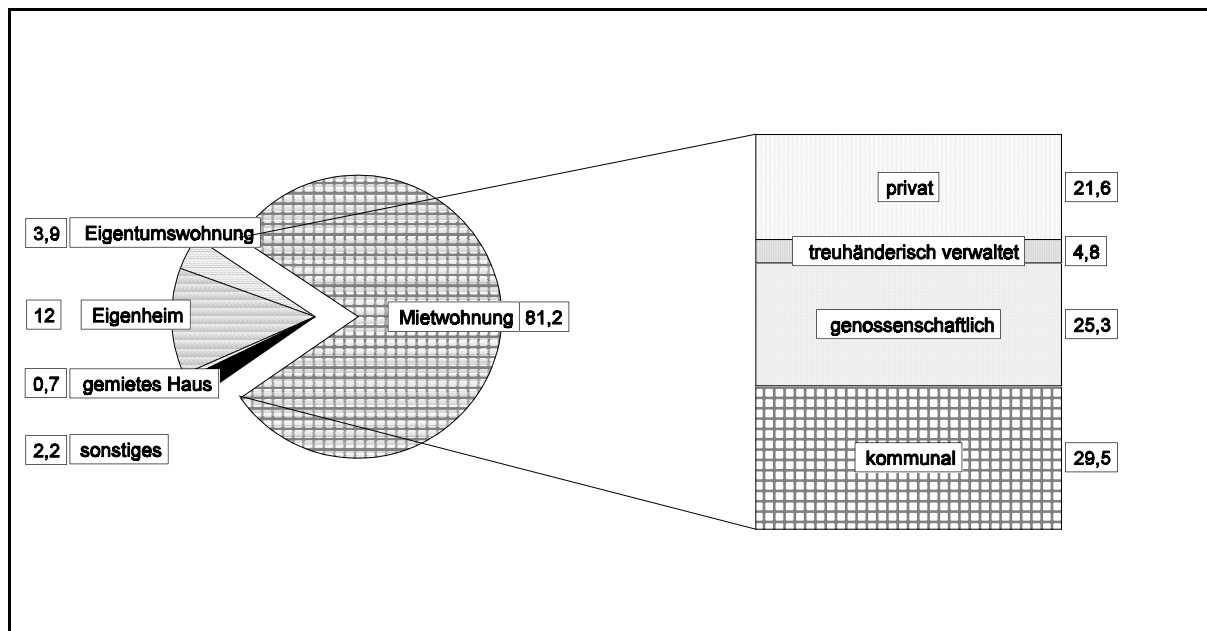 3,9 Eigentumswohnung
12 Eigenheim
0,7 gemietes Haus
2,2 sonstiges
Mietwohnung 81,2
privat 21,6
treuhänderisch verwaltet 4,8
genossenschaftlich 25,3
kommunal 29,5